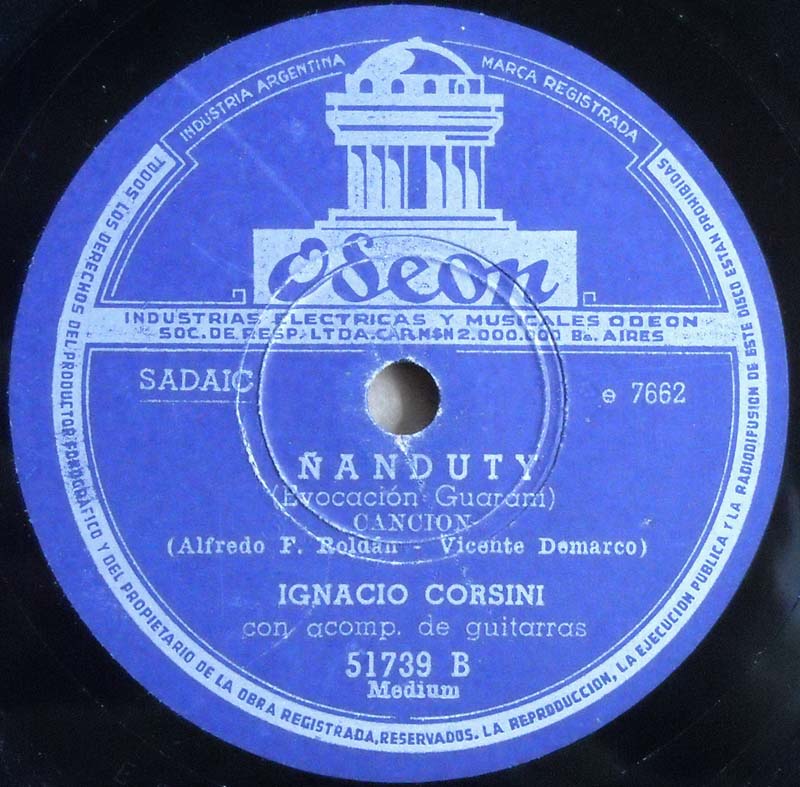 INDUSTRIA ARGENTINA
MARCA REGISTRADA
Odeon
INDUSTRIAS ELECTRICAS Y MUSICALES ODEON
SOC. DE RESP. LTDA. CAP. M$N 2.000.000 Bs. AIRES
SADAIC
e 7662
ÑANDUTY
(Evocación Guaraní)
CANCION
(Alfredo F. Roldán - Vicente Demarco)
IGNACIO CORSINI
con acomp. de guitarras
51739 B
Medium
TODOS LOS DERECHOS DEL PRODUCTOR FONOGRÁFICO Y DEL PROPIETARIO DE LA OBRA REGISTRADA, RESERVADOS. LA REPRODUCCION, LA EJECUCION PUBLICA Y LA RADIODIFUSION DE ESTE DISCO ESTAN PROHIBIDAS